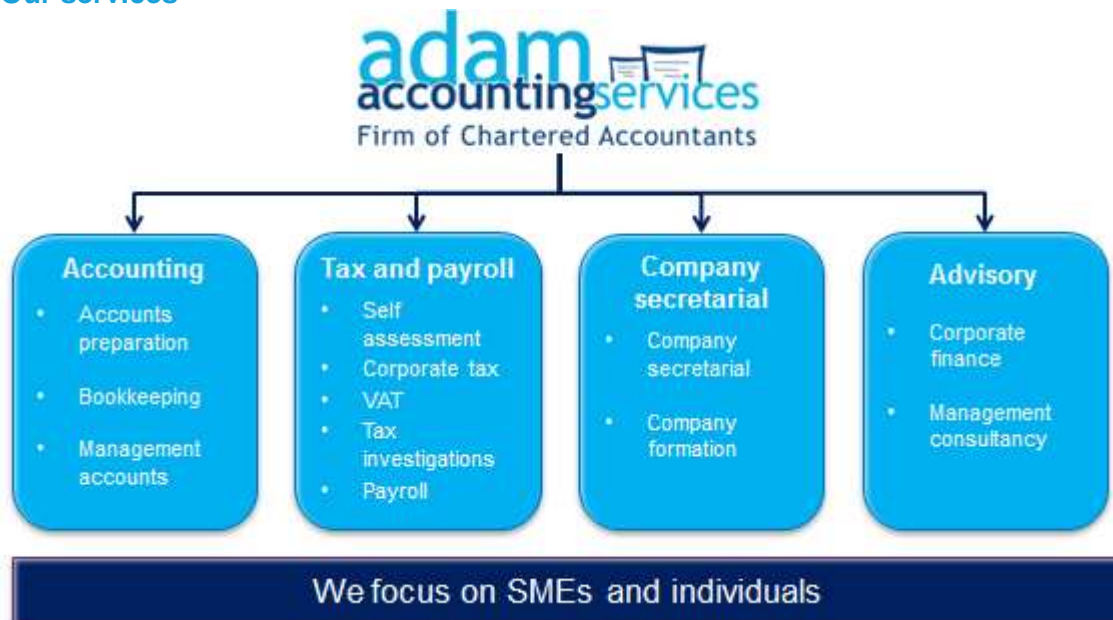 Our services
adam
accountingservices
Firm of Chartered Accountants
Accounting
• Accounts
preparation
• Bookkeeping
• Management
accounts
Tax and payroll
• Self
assessment
• Corporate tax
• VAT
• Tax
investigations
• Payroll
Company
secretarial
• Company
secretarial
• Company
formation
Advisory
• Corporate
finance
• Management
consultancy
We focus on SMEs and individuals